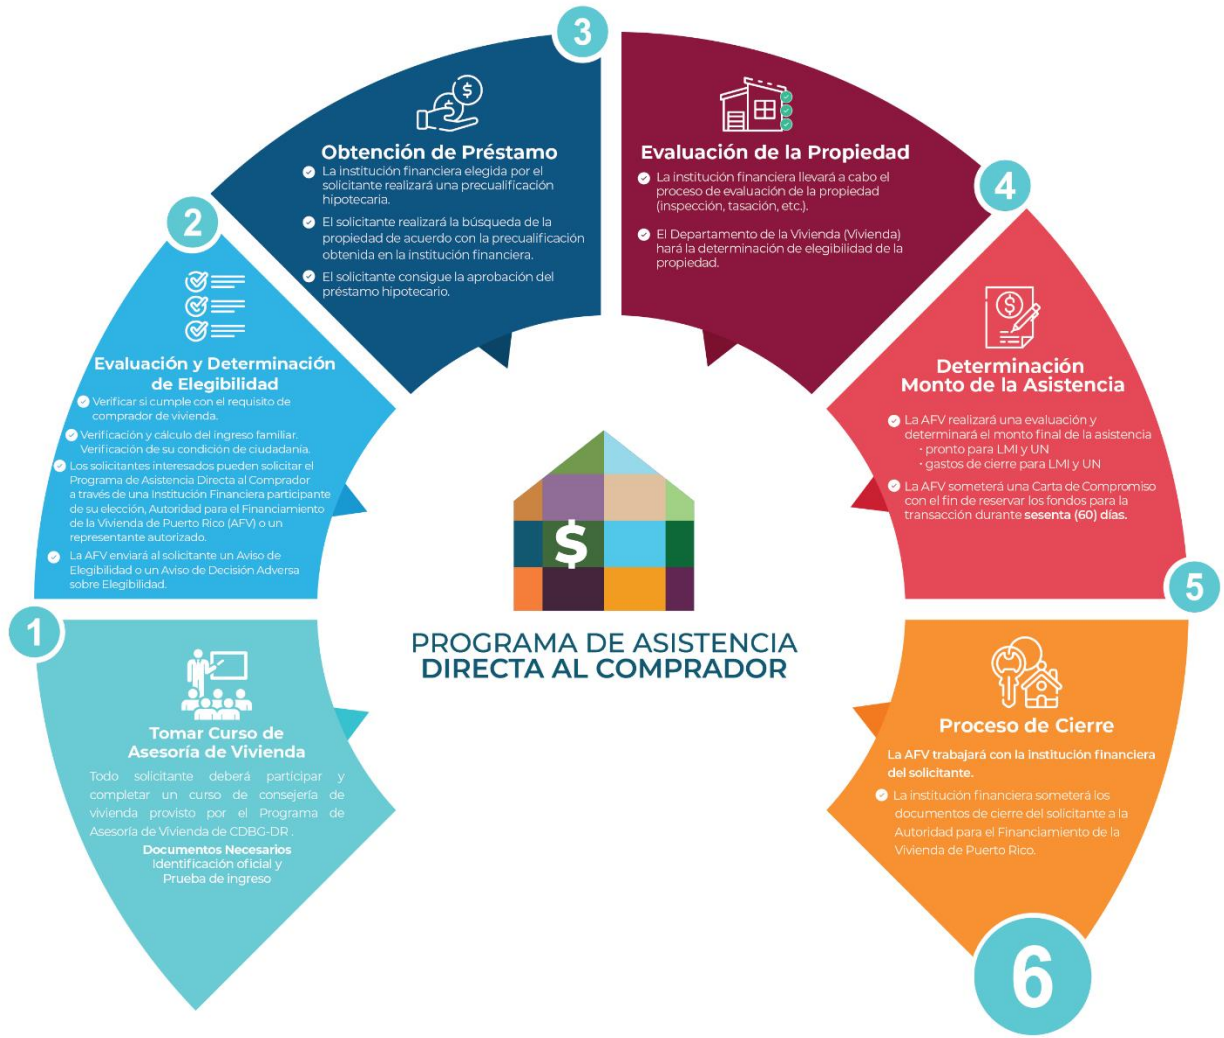 1
Tomar Curso de
Asesoría de Vivienda
Todo solicitante deberá participar y
completar un curso de consejería de
vivienda provisto por el Programa de
Asesoría de Vivienda de CDBG-DR .
Documentos Necesarios
Identificación oficial y
Prueba de ingreso
2
Evaluación y Determinación
de Elegibilidad
Verificar si cumple con el requisito de
comprador de vivienda.
Verificación y cálculo del ingreso familiar.
Verificación de su condición de ciudadanía.
Los solicitantes interesados pueden solicitar el
Programa de Asistencia Directa al Comprador
a través de una Institución Financiera participante
de su elección, Autoridad para el Financiamiento
de la Vivienda de Puerto Rico (AFV) o un
representante autorizado.
La AFV enviará al solicitante un Aviso de
Elegibilidad o un Aviso de Decisión Adversa
sobre Elegibilidad.
3
Obtención de Préstamo
La institución financiera elegida por el
solicitante realizará una precualificación
hipotecaria.
El solicitante realizará la búsqueda de la
propiedad de acuerdo con la precualificación
obtenida en la institución financiera.
El solicitante consigue la aprobación del
préstamo hipotecario.
4
Evaluación de la Propiedad
La institución financiera llevará a cabo el
proceso de evaluación de la propiedad
(inspección, tasación, etc.).
El Departamento de la Vivienda (Vivienda)
hará la determinación de elegibilidad de la
propiedad.
5
Determinación
Monto de la Asistencia
La AFV realizará una evaluación y
determinará el monto final de la asistencia
· pronto para LMI y UN
· gastos de cierre para LMI y UN
La AFV someterá una Carta de Compromiso
con el fin de reservar los fondos para la
transacción durante sesenta (60) días.
6
Proceso de Cierre
La AFV trabajará con la institución financiera
del solicitante.
La institución financiera someterá los
documentos de cierre del solicitante a la
Autoridad para el Financiamiento de la
Vivienda de Puerto Rico.
$
PROGRAMA DE ASISTENCIA
DIRECTA AL COMPRADOR